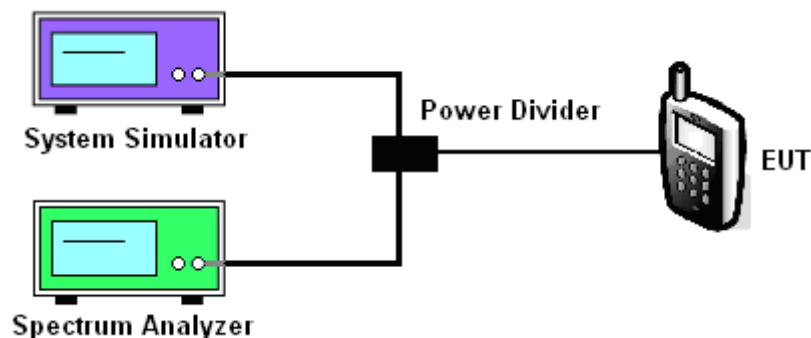 System Simulator
Power Divider
EUT
Spectrum Analyzer